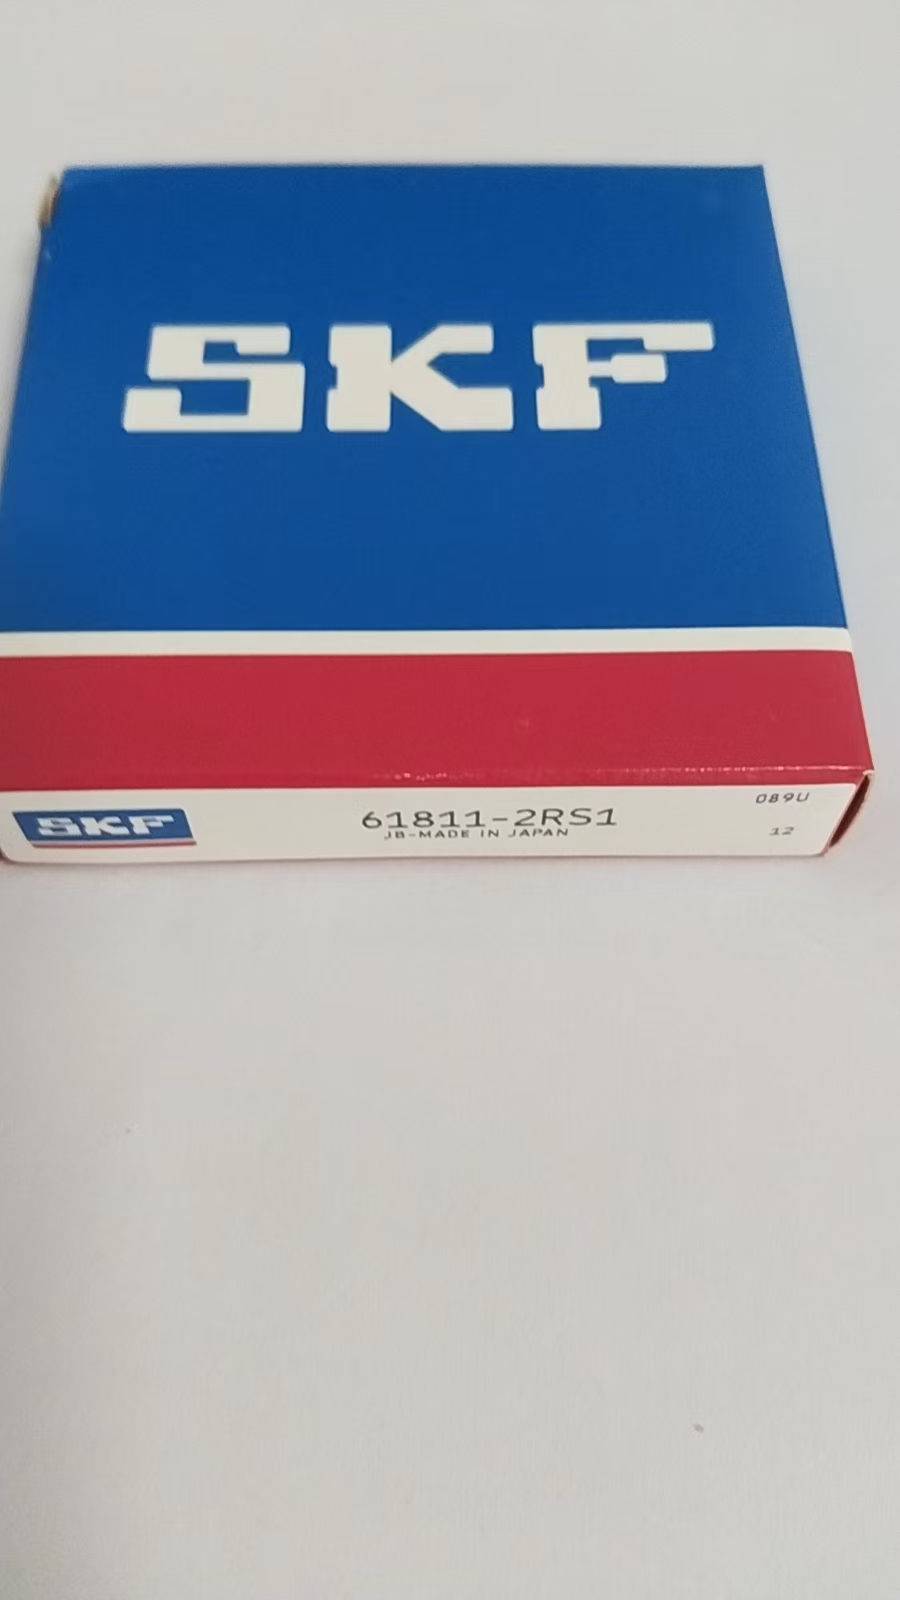 SKF
SKF
61811-2RS1
JB-MADE IN JAPAN
089U
12